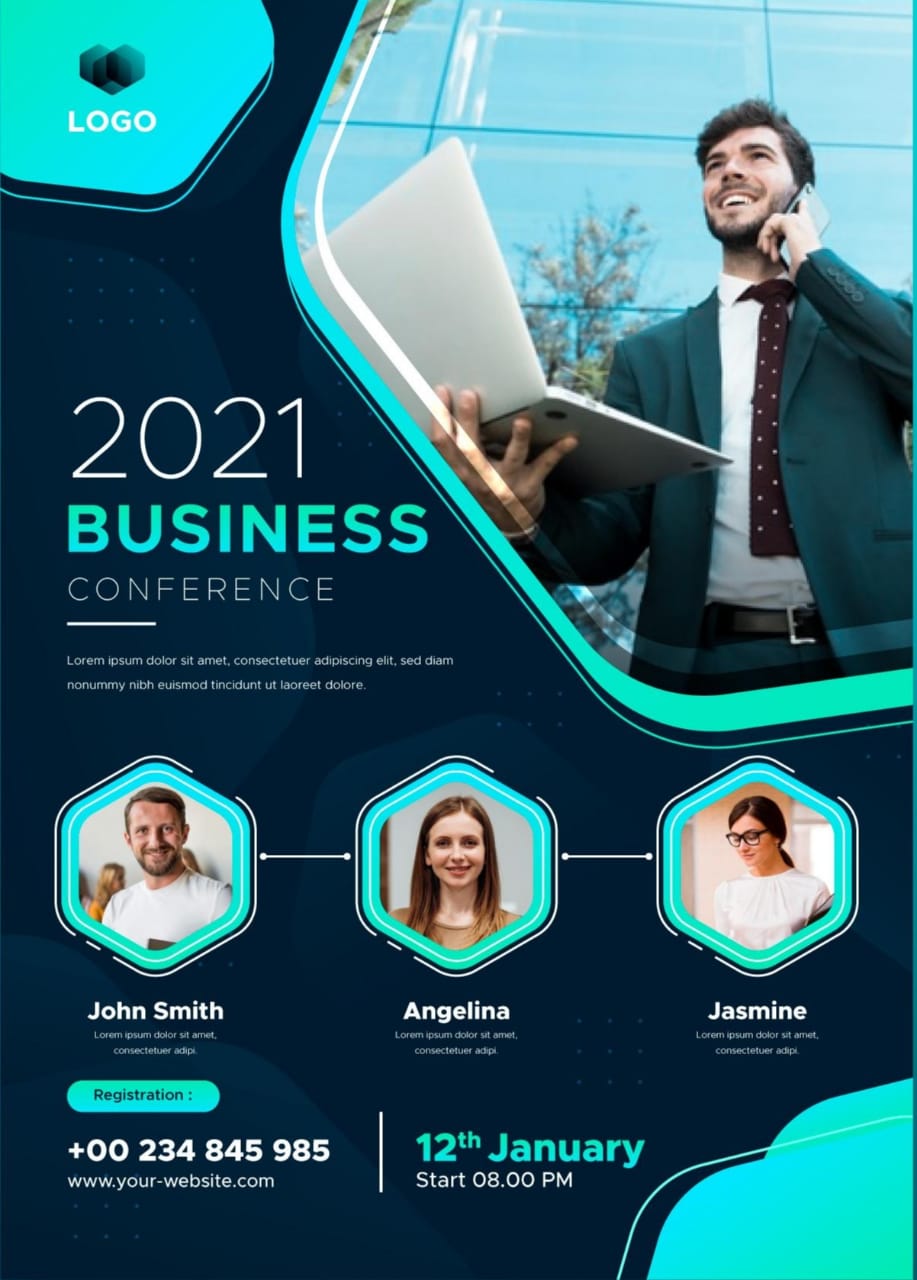 LOGO
2021
BUSINESS
CONFERENCE
Lorem ipsum dolor sit amet, consectetuer adipiscing elit, sed diam
nonummy nibh euismod tincidunt ut laoreet dolore.
John Smith
Lorem ipsum dolor sit amet,
consectetuer adipi.
Angelina
Lorem ipsum dolor sit amet,
consectetuer adipi.
Jasmine
Lorem ipsum dolor sit amet,
consectetuer adipi.
Registration :
+00 234 845 985
www.your-website.com
12th January
Start 08.00 PM